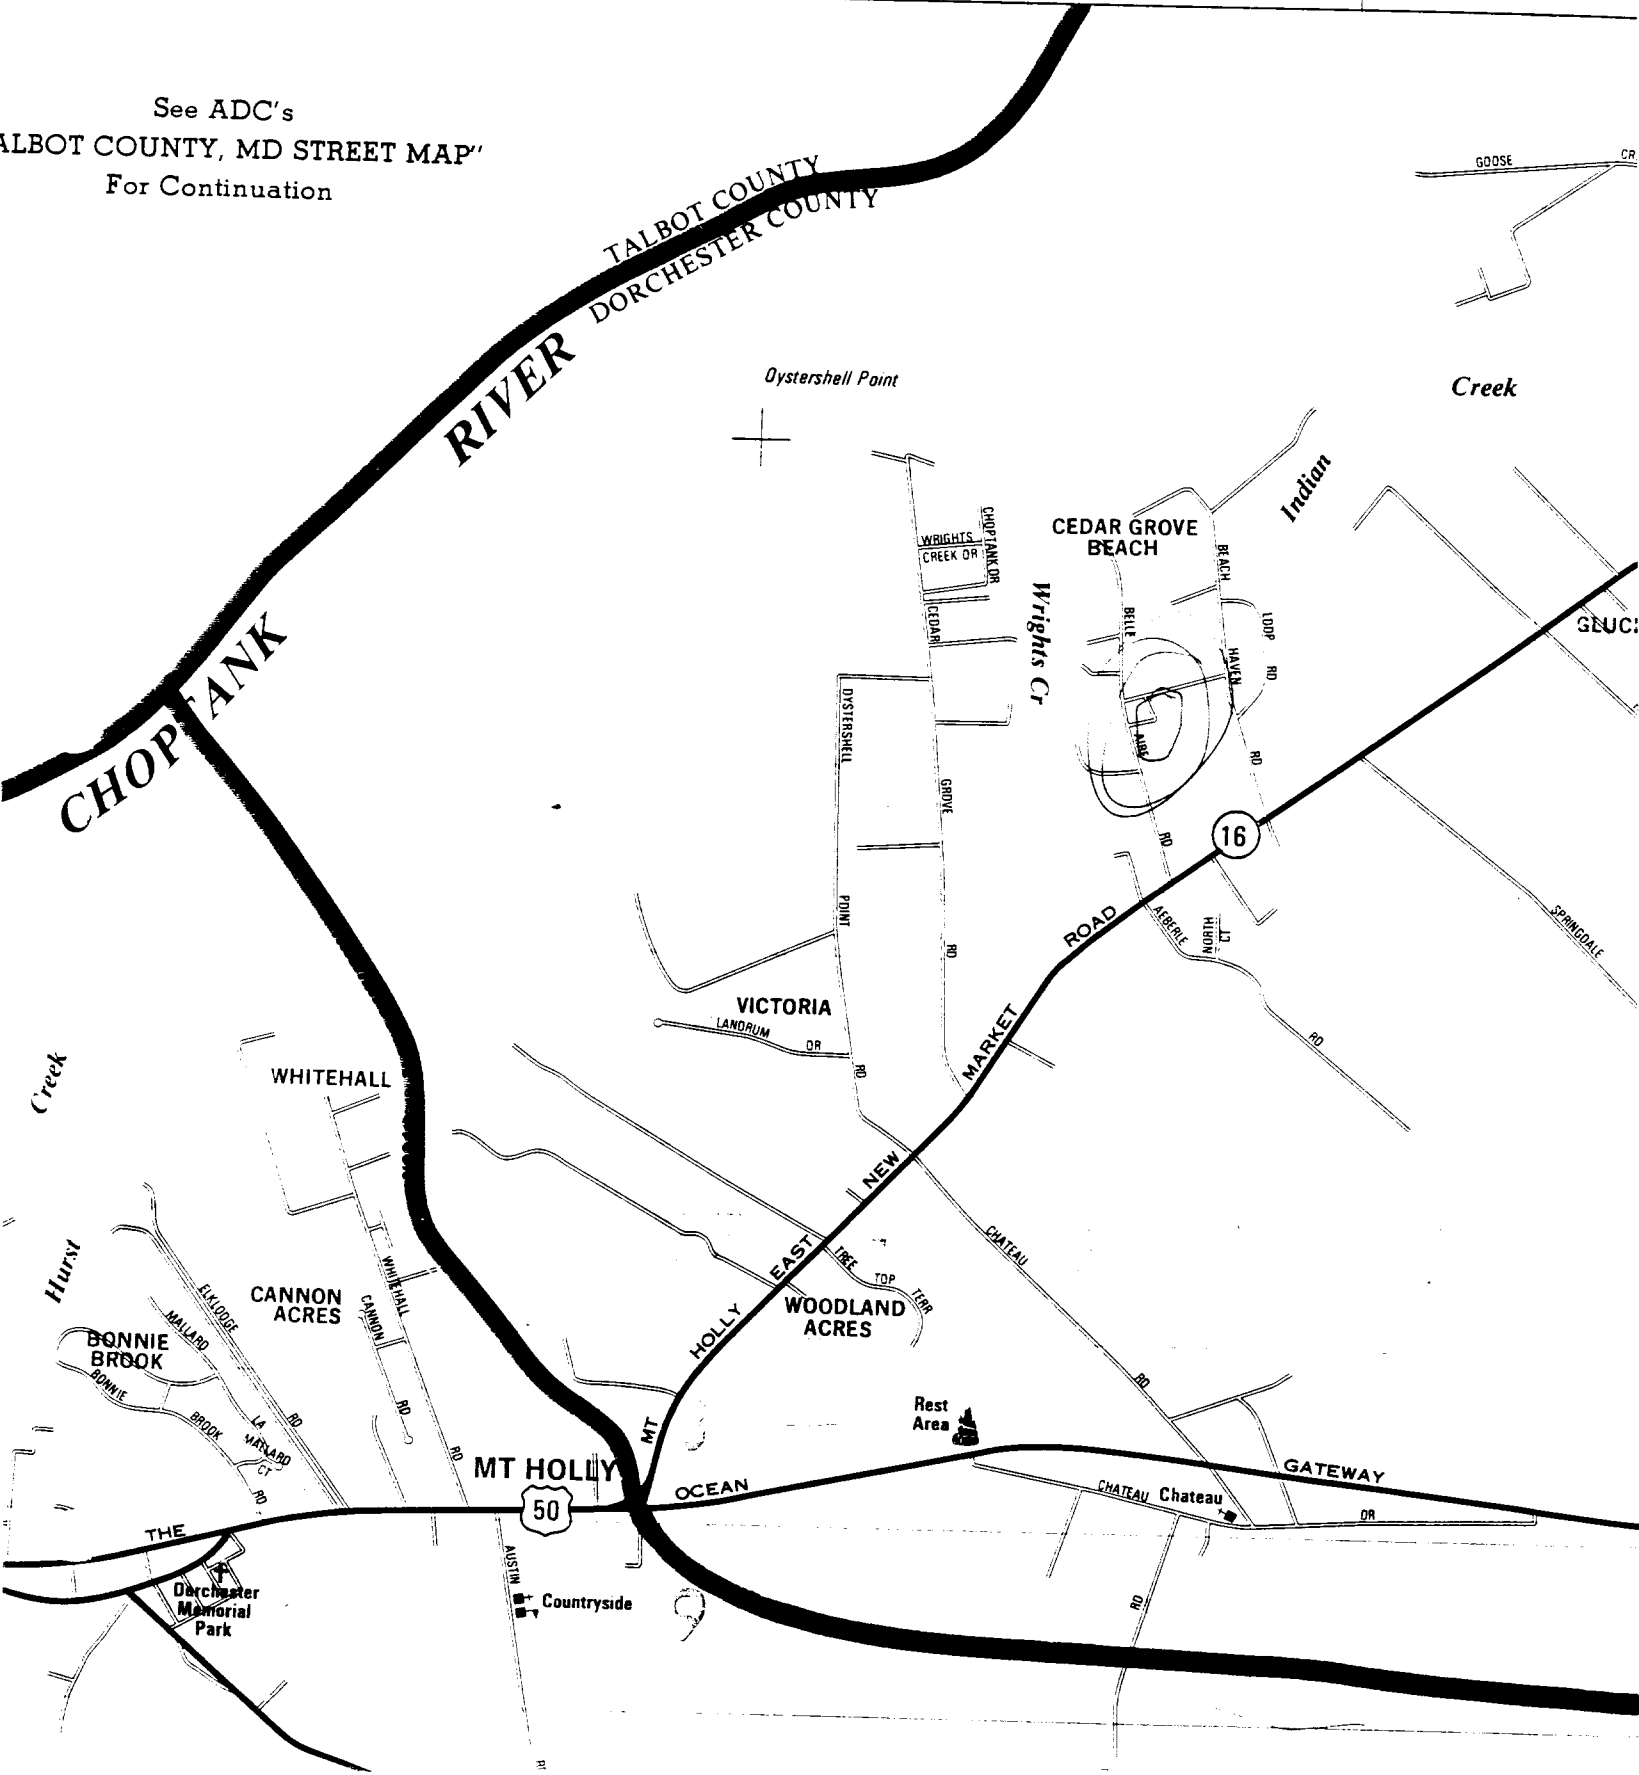 See ADC's
ALBOT COUNTY, MD STREET MAP"
For Continuation
GOOSE
CR
TALBOT COUNTY
DORCHESTER COUNTY
RIVER
Oystershell Point
Creek
Indian
CHOPTANK DR
WRIGHTS
CREEK DR
CEDAR GROVE
BEACH
BEACH
Wrights Cr
CEDAR
BELLE
LOOP
RD
HAVEN
GLUC
CHOPTANK
OYSTERSHELL
AIRE
RD
GROVE
16
RD
POINT
RD
ROAD
AEBERLE
HURON
CT
SPRINGDALE
VICTORIA
LANDRUM
DR
RD
MARKET
RD
Creek
WHITEHALL
NEW
CHATEAU
EAST
TREE
TOP
TERR
Hurst
WHITEHALL
ELKLODGE
CANNON
ACRES
CANNON
MALLARD
WOODLAND
ACRES
HOLLY
BONNIE
BROOK
BONNIE
RD
RD
BROOK
LA
RD
MALLARD
CT
RD
RD
MT
Rest
Area
MT HOLLY
OCEAN
GATEWAY
50
CHATEAU
Chateau
DR
THE
AUSTIN
Dorchester
Memorial
Park
Countryside
RD
RD